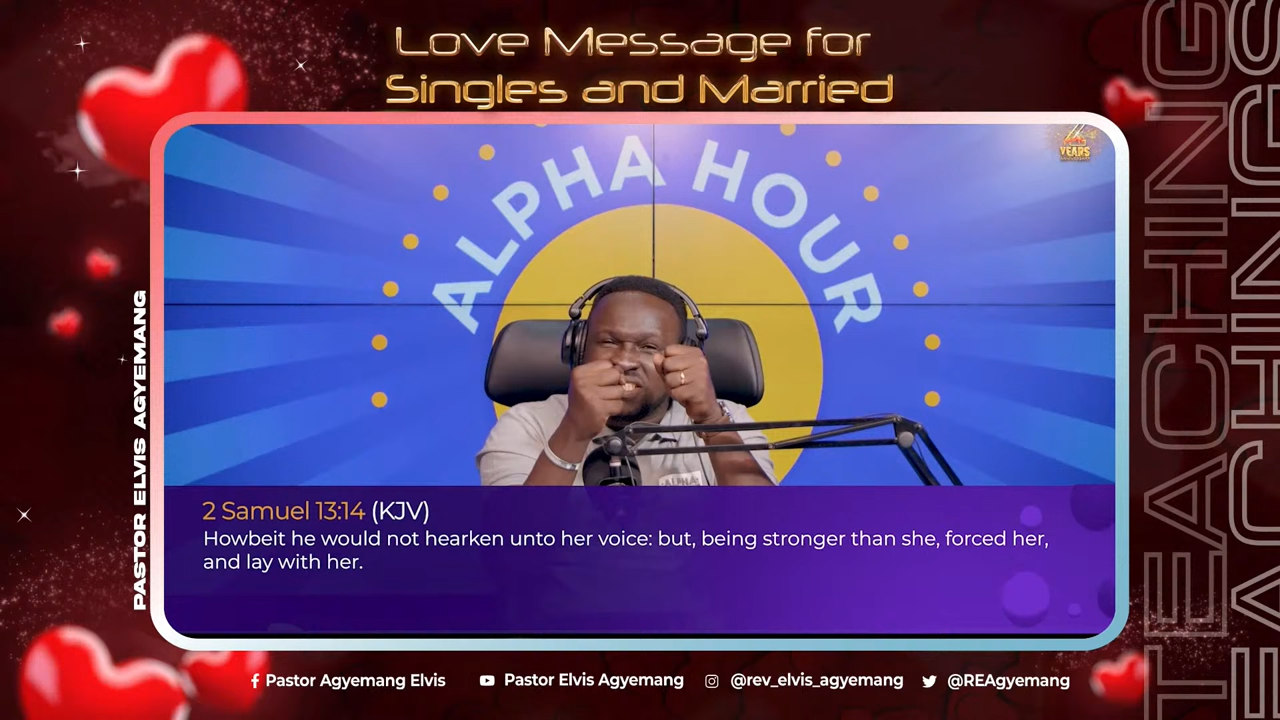 Love Message for
Singles and Married
ALPHA HOUR
YEARS
2 Samuel 13:14 (KJV)
Howbeit he would not hearken unto her voice: but, being stronger than she, forced her,
and lay with her.
PASTOR ELVIS AGYEMANG
Pastor Agyemang Elvis
Pastor Elvis Agyemang
@rev_elvis_agyemang
@REAgyemang
TEACHING
TEACHINGS